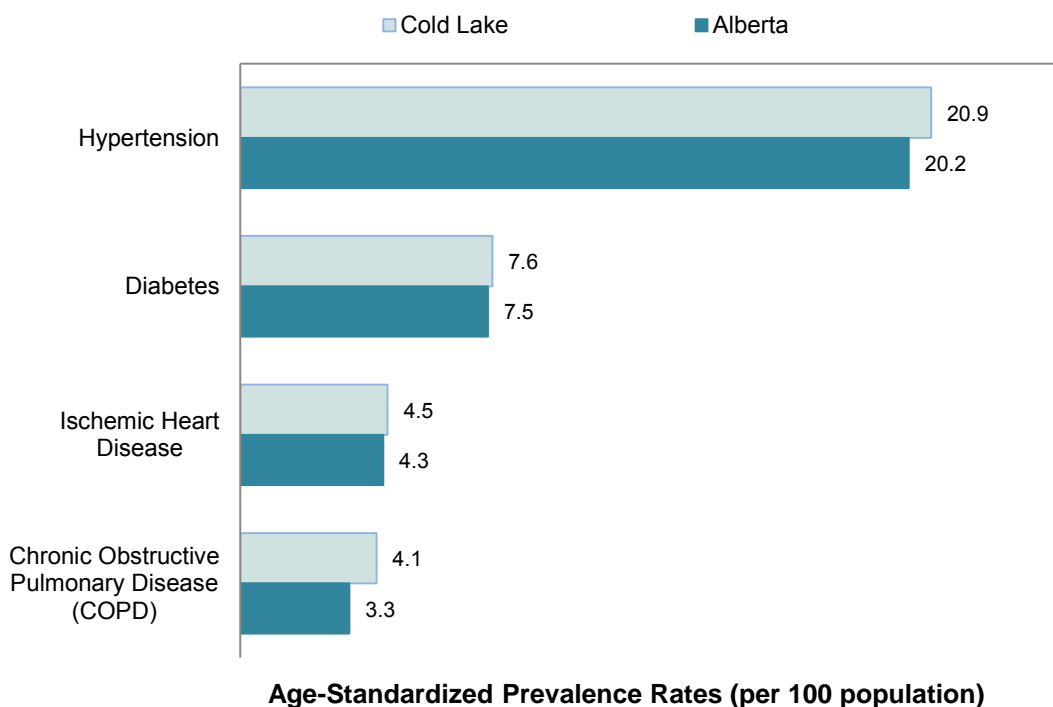 Cold Lake
Alberta
Hypertension
20.9
20.2
Diabetes
7.6
7.5
Ischemic Heart
Disease
4.5
4.3
Chronic Obstructive
Pulmonary Disease
(COPD)
4.1
3.3
Age-Standardized Prevalence Rates (per 100 population)